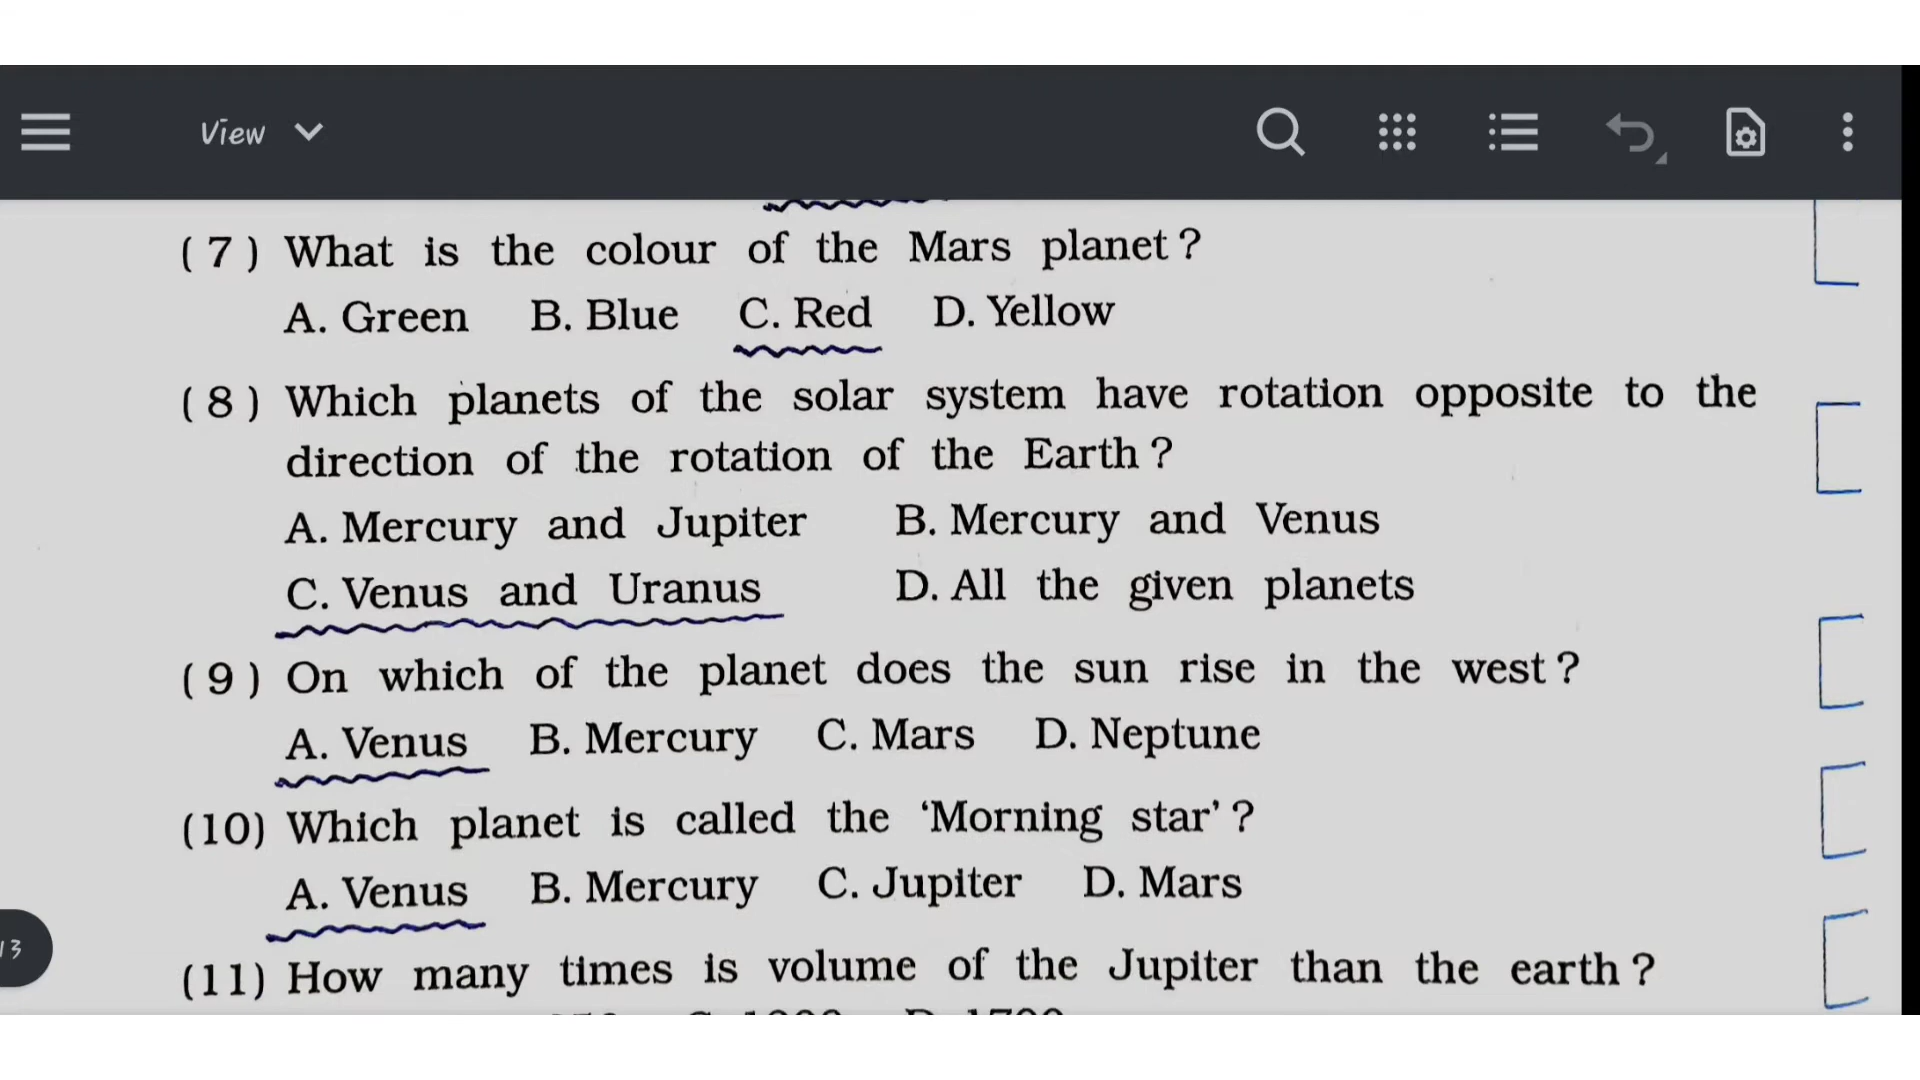 View
(7) What is the colour of the Mars planet?
A. Green B. Blue C. Red D. Yellow
(8) Which planets of the solar system have rotation opposite to the
direction of the rotation of the Earth?
A. Mercury and Jupiter B. Mercury and Venus
C. Venus and Uranus D. All the given planets
(9) On which of the planet does the sun rise in the west?
A. Venus B. Mercury C. Mars D. Neptune
(10) Which planet is called the ‘Morning star’?
A. Venus B. Mercury C. Jupiter D. Mars
13
(11) How many times is volume of the Jupiter than the earth?